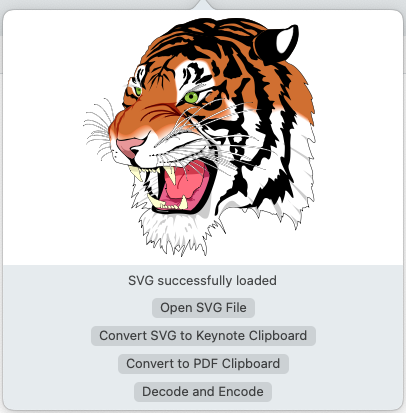 SVG successfully loaded
Open SVG File
Convert SVG to Keynote Clipboard
Convert to PDF Clipboard
Decode and Encode